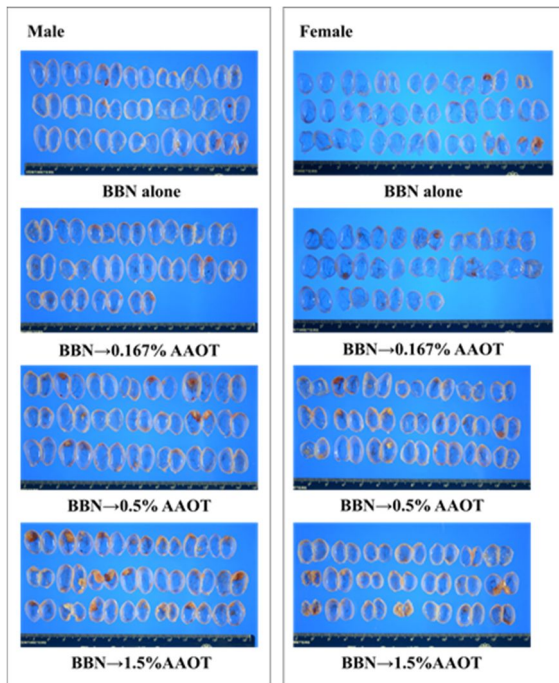 Male
BBN alone
BBN→0.167% AAOT
BBN→0.5% AAOT
BBN→1.5%AAOT
Female
BBN alone
BBN→0.167% AAOT
BBN→0.5% AAOT
BBN→1.5%AAOT